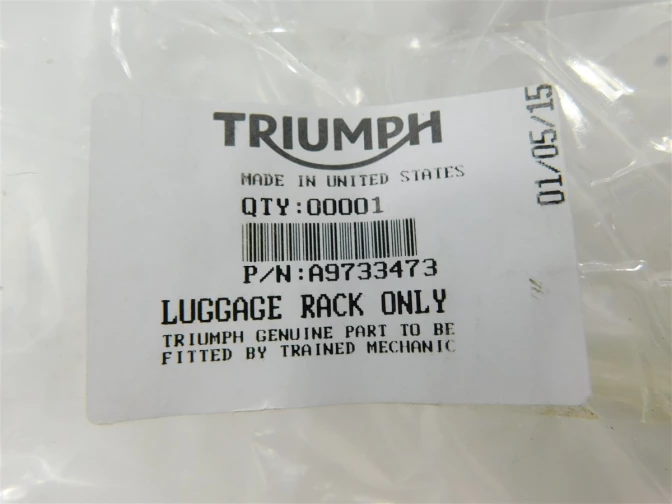 TRIUMPH
MADE IN UNITED STATES
QTY:00001
P/N:A9733473
LUGGAGE RACK ONLY
TRIUMPH GENUINE PART TO BE
FITTED BY TRAINED MECHANIC
01/05/15